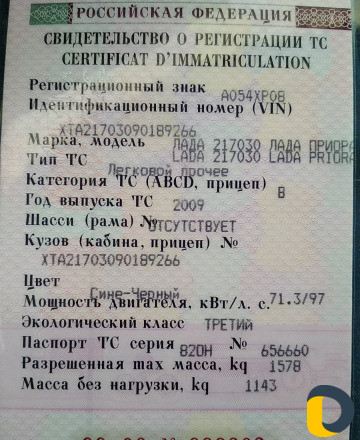 РОССИЙСКАЯ ФЕДЕРАЦИЯ
СВИДЕТЕЛЬСТВО О РЕГИСТРАЦИИ ТС
CERTIFICAT D'IMMATRICULATION
Регистрационный знак А054ХР08
Идентификационный номер (VIN)
XTA21703090189266
Марка, модель ЛАДА 217030 ЛАДА ПРИОРА
LADA 217030 LADA PRIORA
Тип ТС Легковой прочее
Категория ТС (ABCD, прицеп) B
Год выпуска ТС 2009
Шасси (рама) № ОТСУТСТВУЕТ
Кузов (кабина, прицеп) №
XTA21703090189266
Цвет Сине-Черный
Мощность двигателя, кВт/л. с. 71.3/97
Экологический класс ТРЕТИЙ
Паспорт ТС серия 82ОН № 656660
Разрешенная max масса, kg 1578
Масса без нагрузки, kg 1143